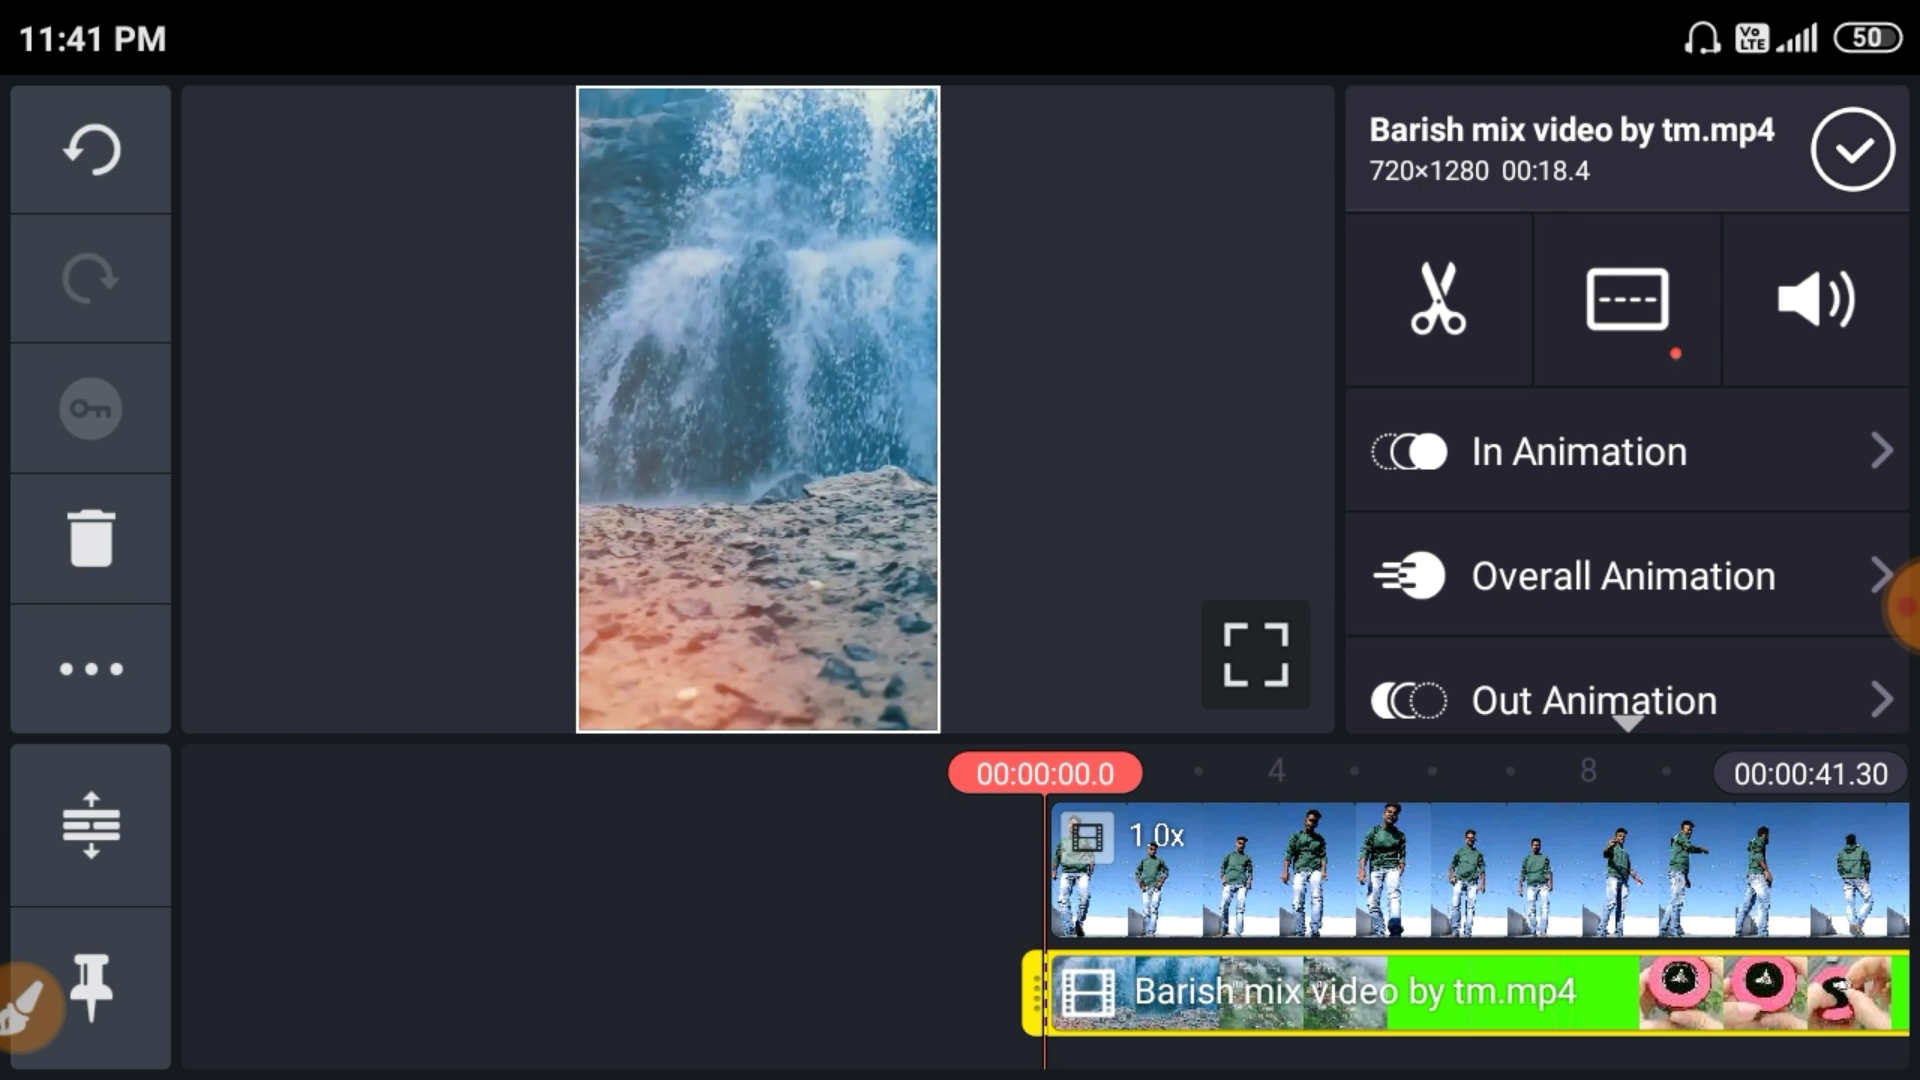 11:41 PM
Vo LTE
50
Barish mix video by tm.mp4
720×1280 00:18.4
In Animation
Overall Animation
Out Animation
00:00:00.0
4
8
00:00:41.30
1.0x
Barish mix video by tm.mp4